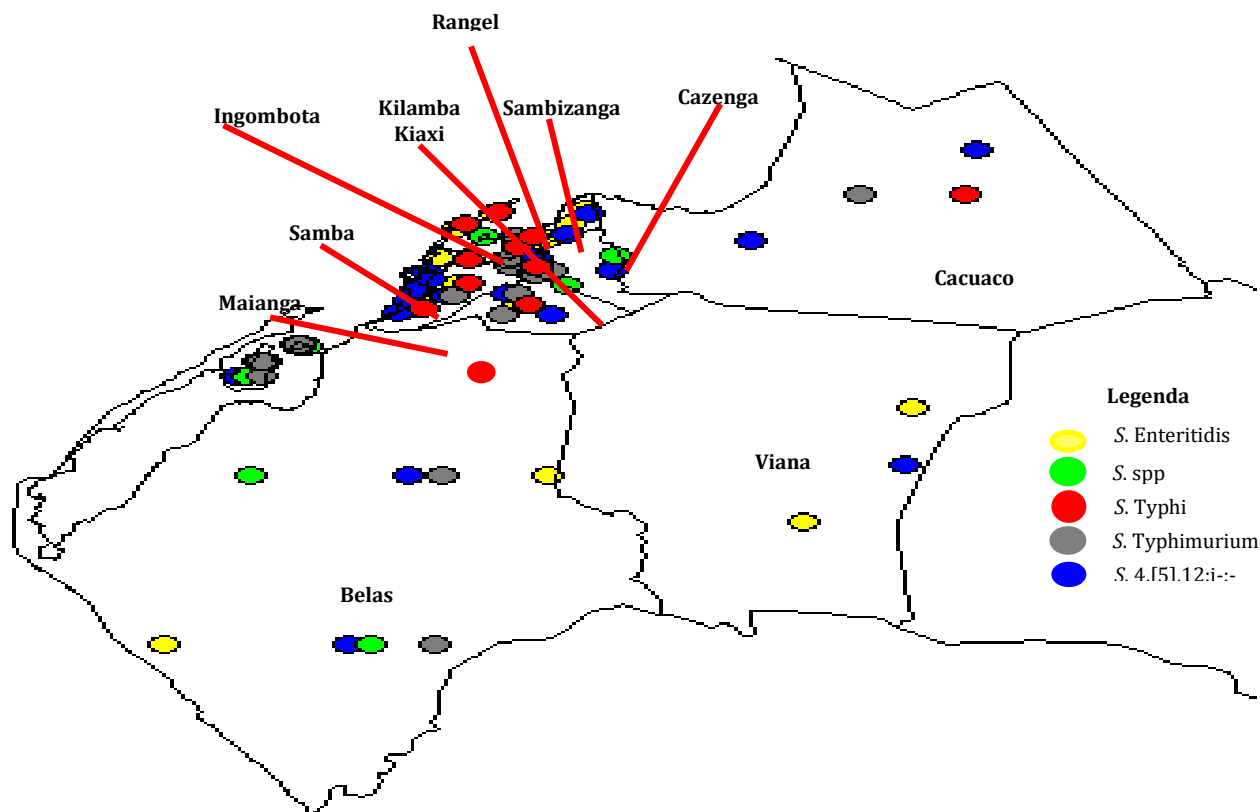 Rangel
Ingombota
Kilamba
Kiaxi
Sambizanga
Cazenga
Samba
Maianga
Cacuaco
Viana
Belas
Legenda
S. Enteritidis
S. spp
S. Typhi
S. Typhimurium
S. 4,[5],12:i-:-